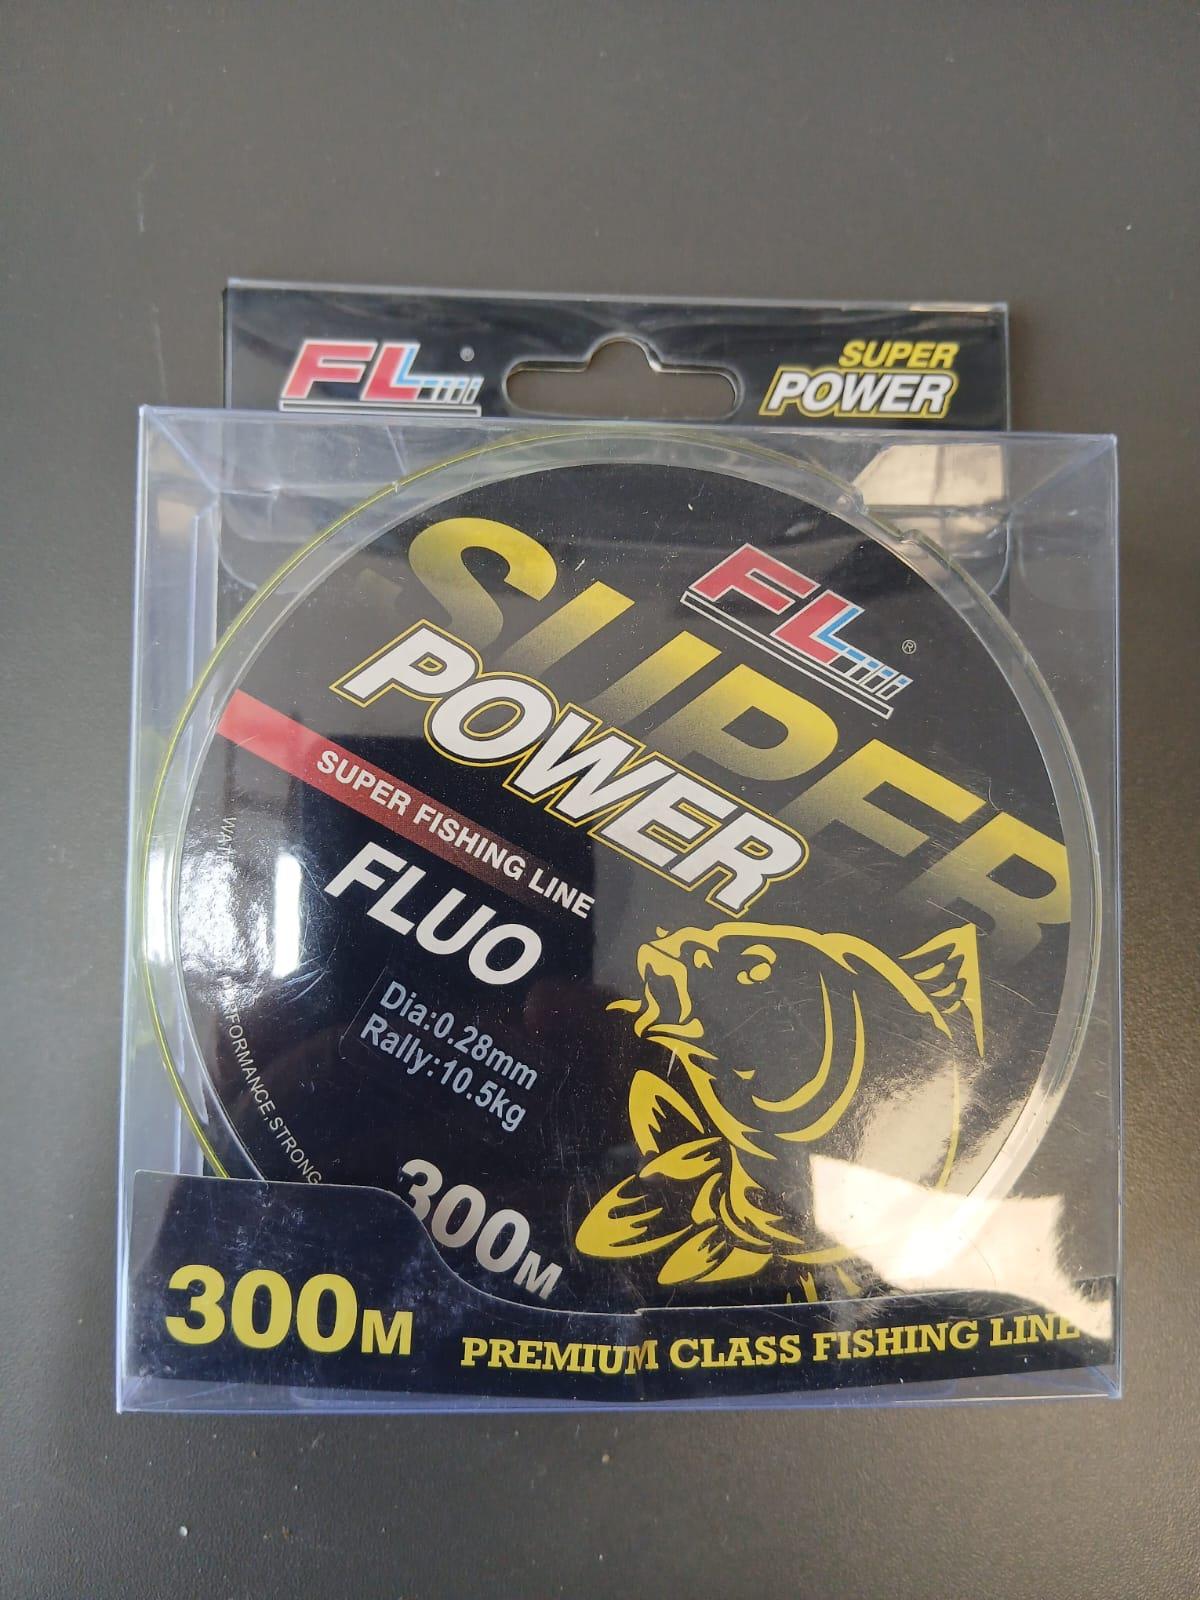 FL ®
SUPER
POWER
FL ®
SUPER
POWER
SUPER FISHING LINE
FLUO
Dia:0.28mm
Rally:10.5kg
300M
FORMANCE,STRONG
300M
PREMIUM CLASS FISHING LINE